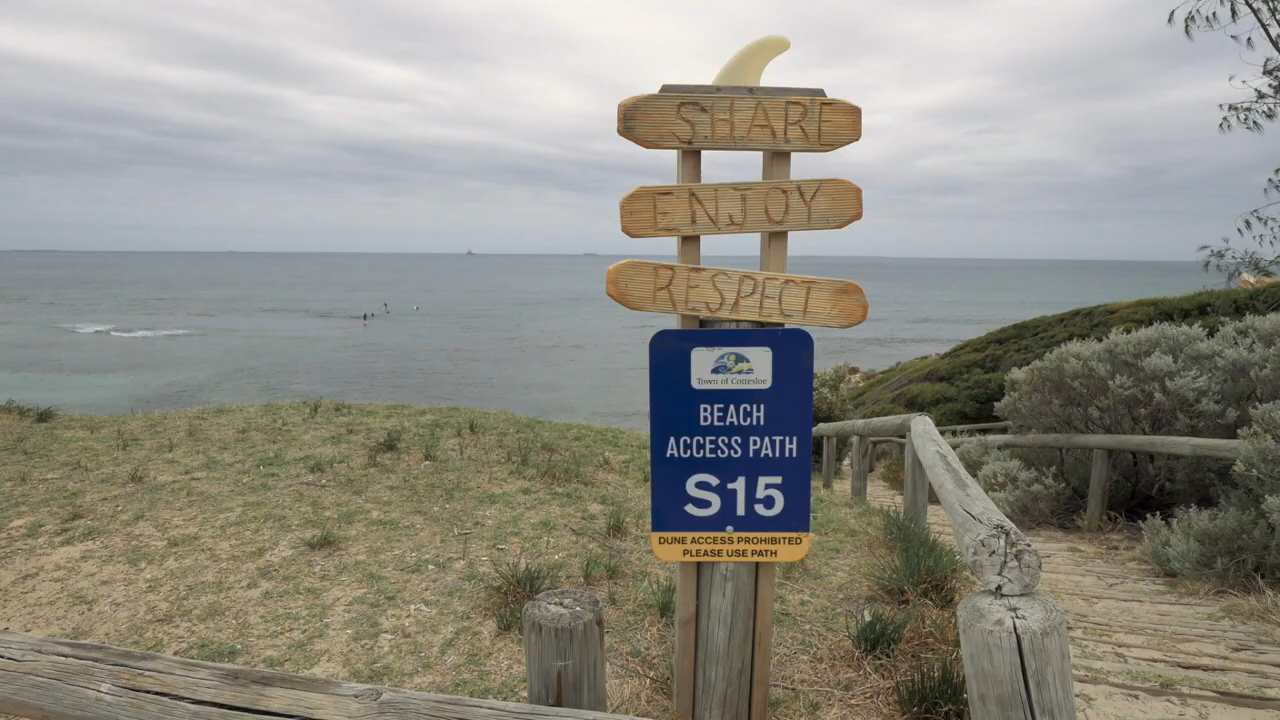 SHARE
ENJOY
RESPECT
Town of Cottesloe
BEACH
ACCESS PATH
S15
DUNE ACCESS PROHIBITED
PLEASE USE PATH